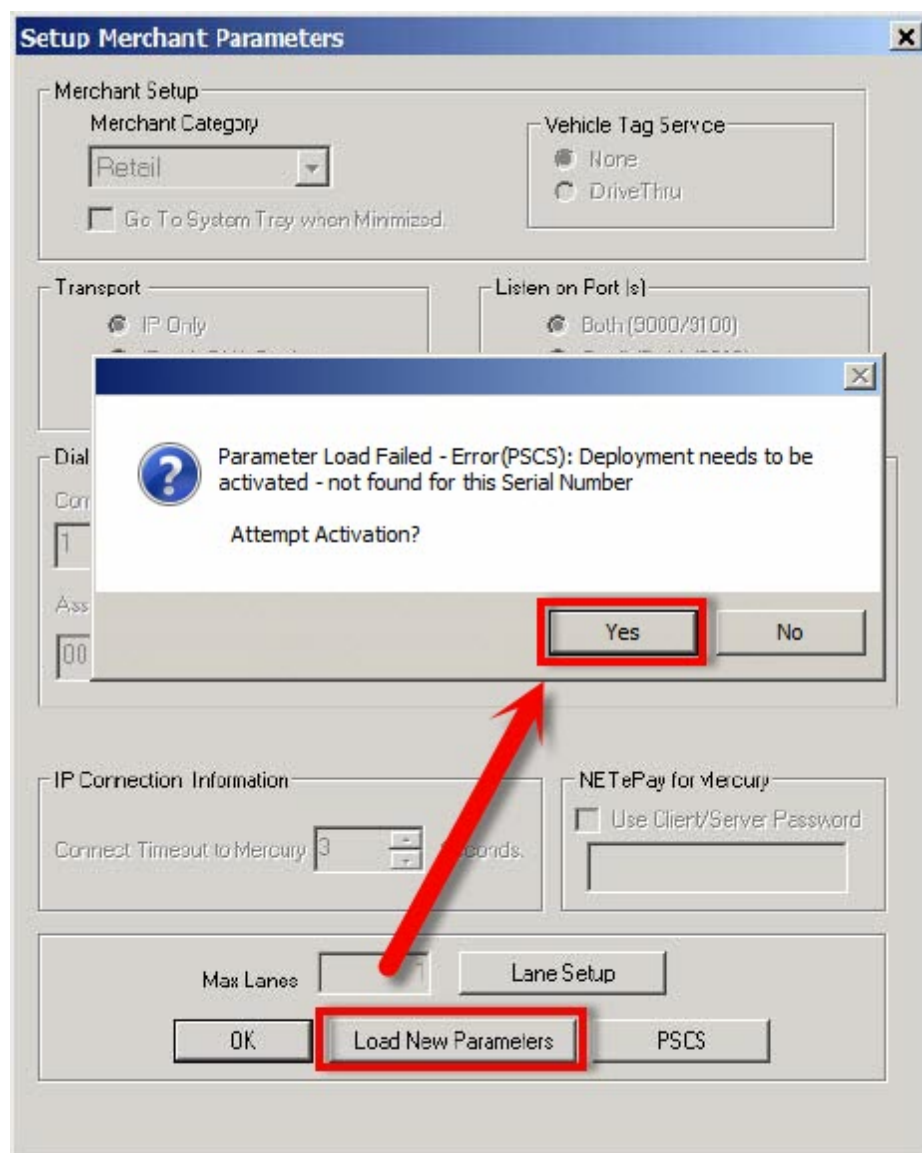 Setup Merchant Parameters
Merchant Setup
Merchant Category
Vehicle Tag Service
Retail
None
DriveThru
Go To System Tray when Minimized.
Transport
Listen on Port (s)
IP Only
Both (9000/9100)
Parameter Load Failed - Error(PSCS): Deployment needs to be
activated - not found for this Serial Number
Attempt Activation?
Dial
1
00
Yes
No
IP Connection Information
NETePay for Mercury
Use Client/Server Password
Connect Timeout to Mercury 3
Max Lanes
Lane Setup
OK
Load New Parameters
PSCS